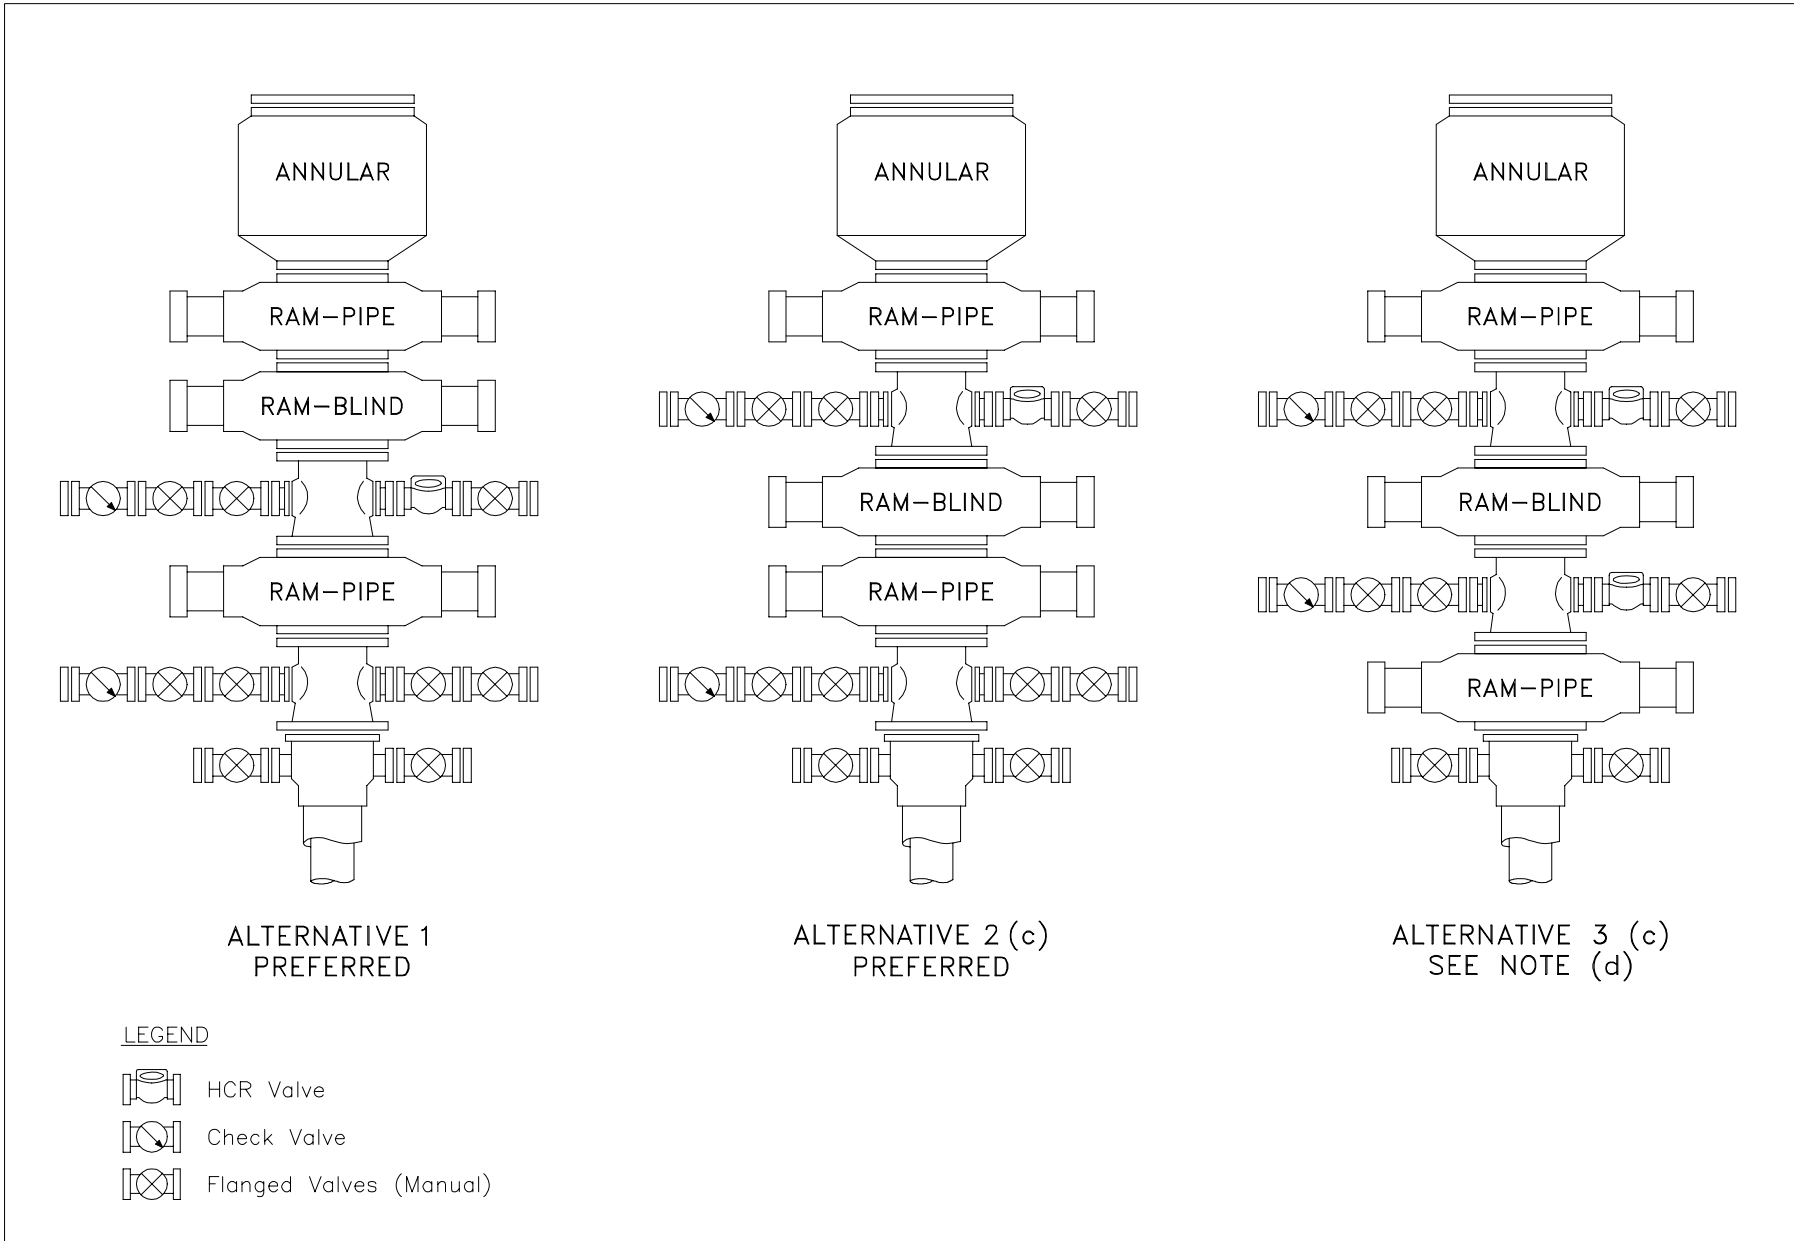 ANNULAR
RAM-PIPE
RAM-BLIND
RAM-PIPE
ALTERNATIVE 1
PREFERRED
ANNULAR
RAM-PIPE
RAM-BLIND
RAM-PIPE
ALTERNATIVE 2 (c)
PREFERRED
ANNULAR
RAM-PIPE
RAM-BLIND
RAM-PIPE
ALTERNATIVE 3 (c)
SEE NOTE (d)
LEGEND
HCR Valve
Check Valve
Flanged Valves (Manual)